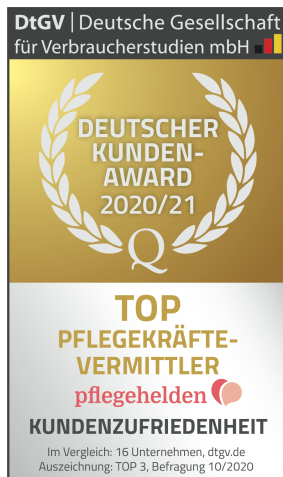 DtGV | Deutsche Gesellschaft
für Verbraucherstudien mbH
DEUTSCHER
KUNDEN-
AWARD
2020/21
Q
TOP
PFLEGEKRÄFTE-
VERMITTLER
pflegehelden
KUNDENZUFRIEDENHEIT
Im Vergleich: 16 Unternehmen, dtgv.de
Auszeichnung: TOP 3, Befragung 10/2020